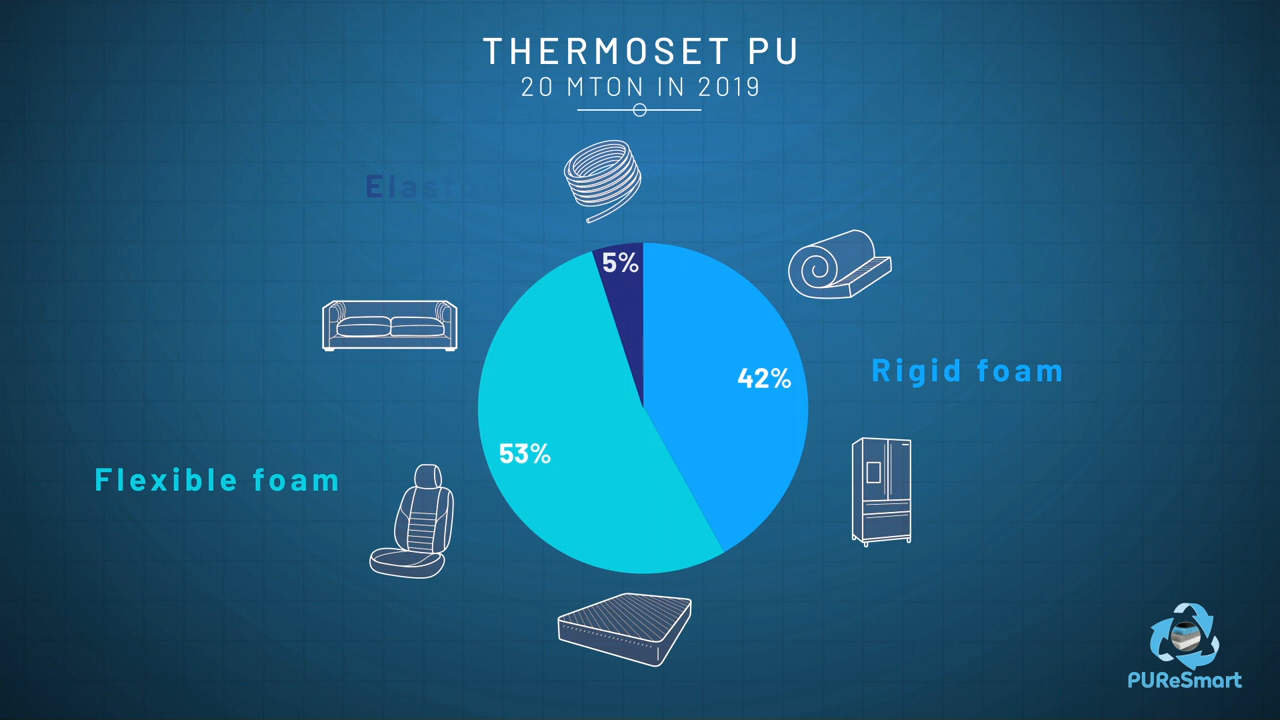 THERMOSET PU
20 MTON IN 2019
5%
42%
Rigid foam
53%
Flexible foam
PUReSmart